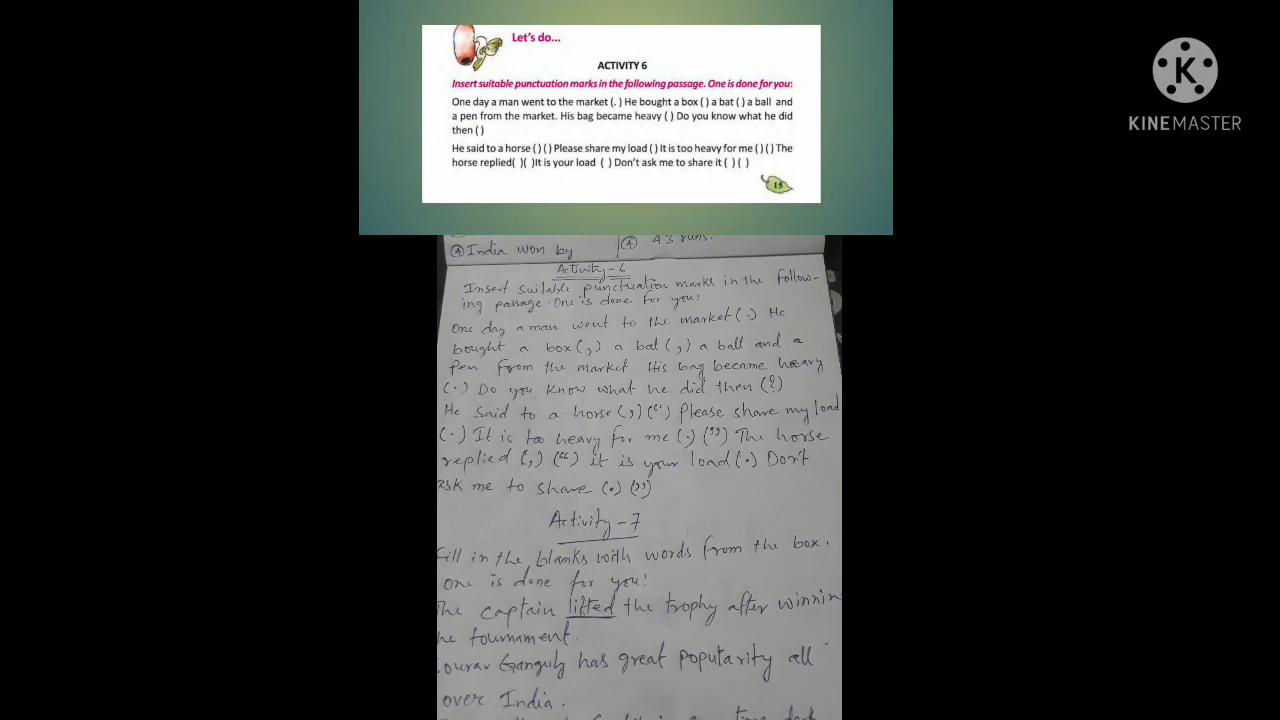 Let's do...
ACTIVITY 6
Insert suitable punctuation marks in the following passage. One is done for you:
One day a man went to the market (. ) He bought a box ( ) a bat ( ) a ball and
a pen from the market. His bag became heavy ( ) Do you know what he did
then ( )
He said to a horse ( ) ( ) Please share my load ( ) It is too heavy for me ( ) ( ) The
horse replied( )( )It is your load ( ) Don't ask me to share it ( ) ( )
15
K
KINEMASTER
(A) India won by
(A) 43 runs.
Activity-6
Insert suitable punctuation marks in the follow-
ing passage. One is done for you:
One day a man went to the market (.) He
bought a box (,) a bat (,) a ball and a
pen from the market. His bag became heavy
(.) Do you know what he did then (?)
He said to a horse (,) (“) Please share my load
(.) It is too heavy for me (.) (”) The horse
replied (,) (“) it is your load (.) Don't
ask me to share (.) (”)
Activity-7
Fill in the blanks with words from the box.
One is done for you:
The captain lifted the trophy after winnin
he tournament.
ourav Ganguly has great popularity all
over India.